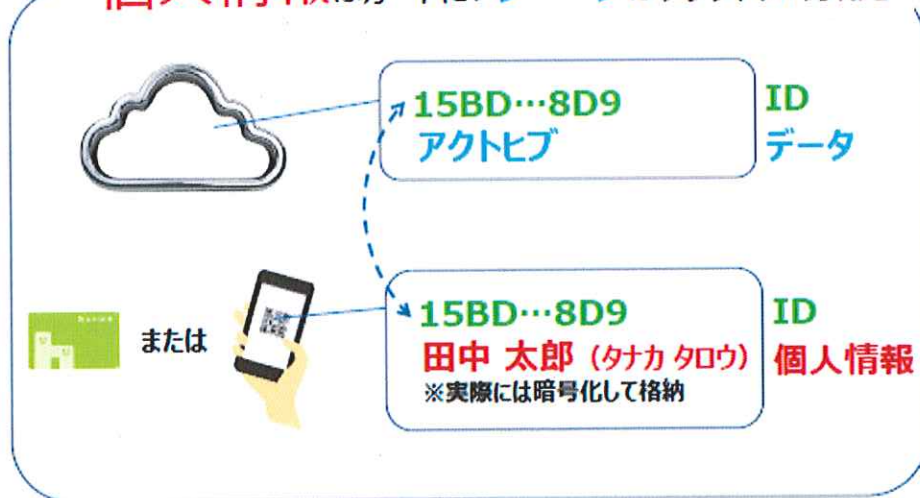 15BD…8D9 ID
アクトヒブ データ
または
15BD…8D9 ID
田中 太郎（タナカ タロウ） 個人情報
※実際には暗号化して格納